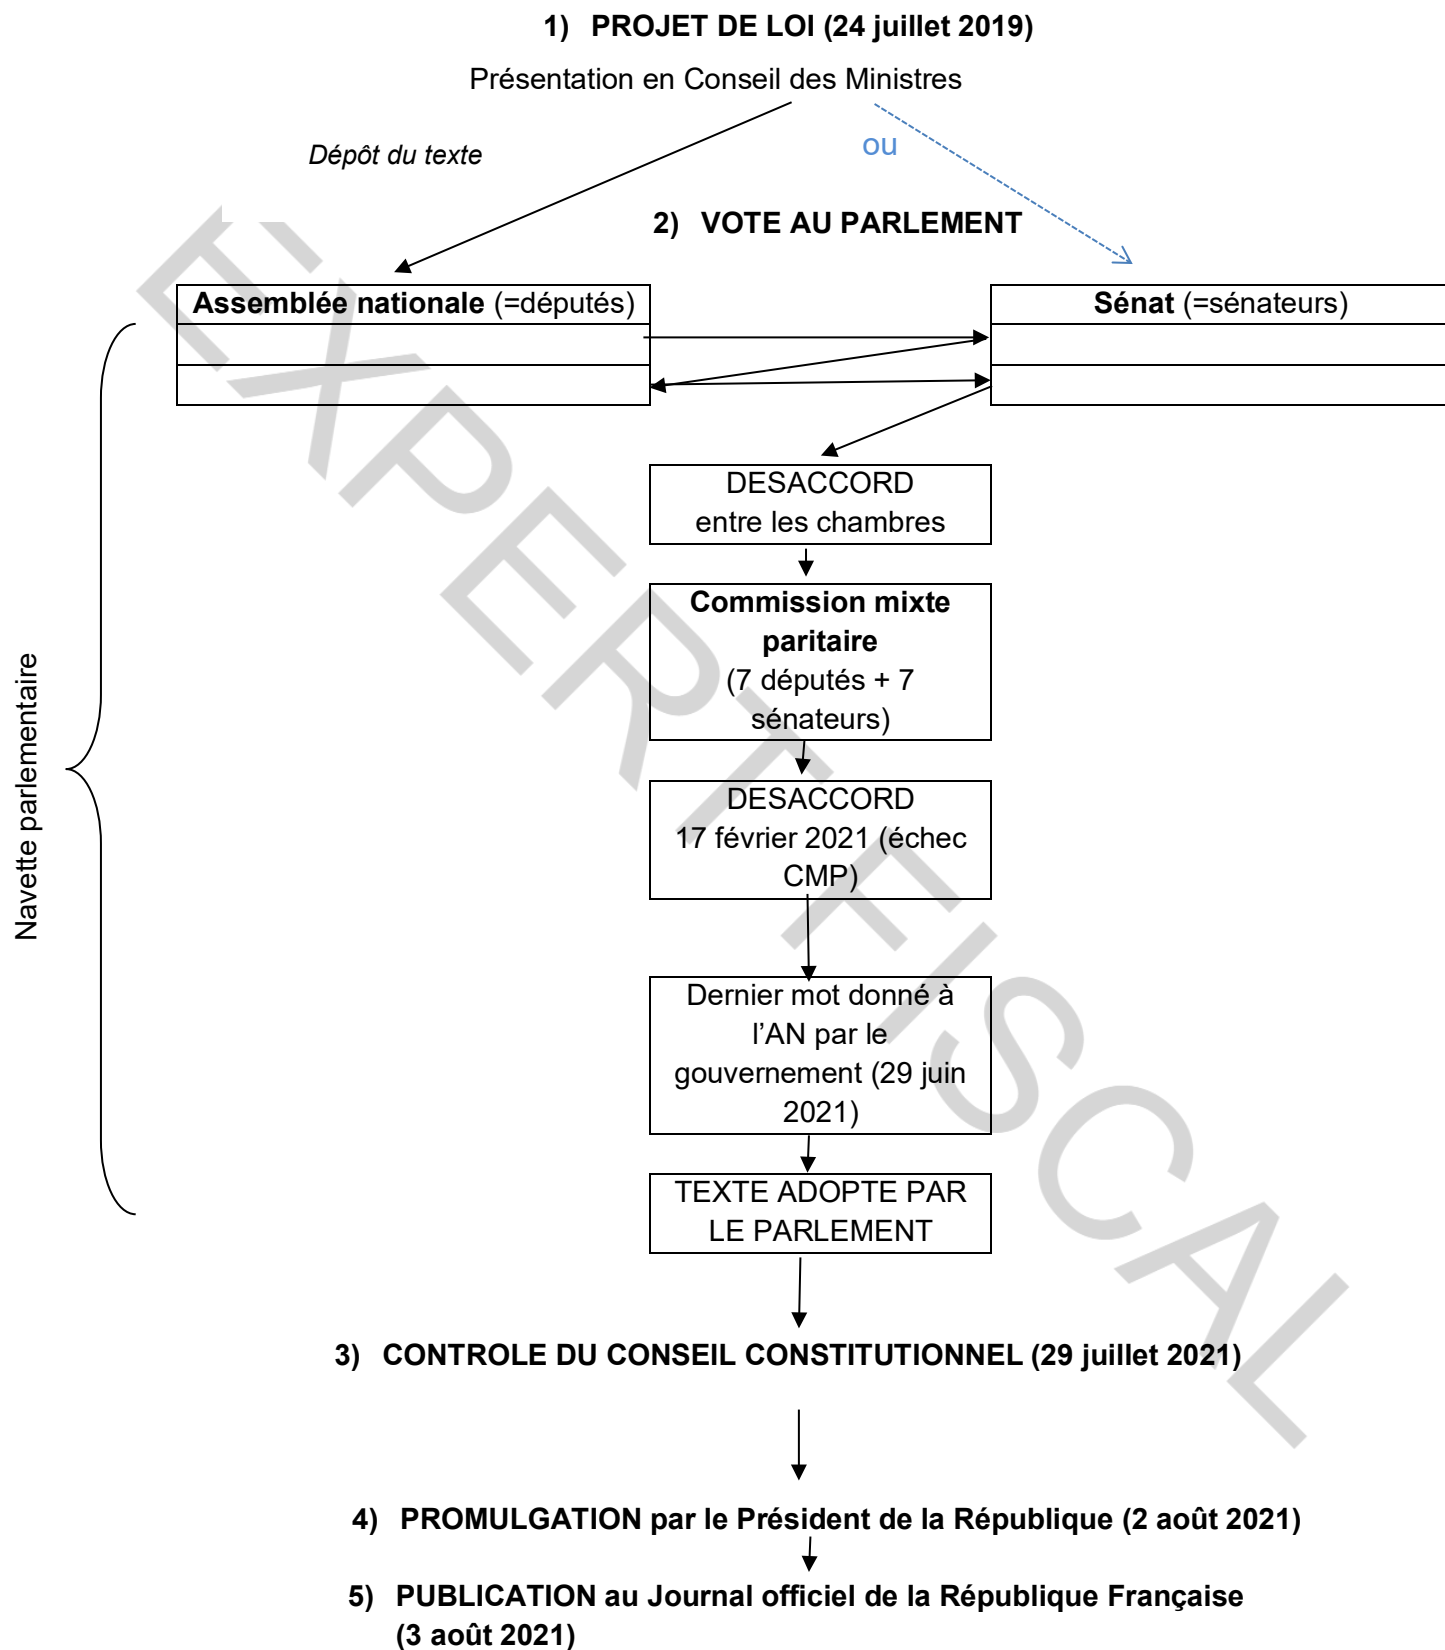 1) PROJET DE LOI (24 juillet 2019)
Présentation en Conseil des Ministres
Dépôt du texte
ou
2) VOTE AU PARLEMENT
Assemblée nationale (=députés)
Sénat (=sénateurs)
Navette parlementaire
DESACCORD
entre les chambres
Commission mixte
paritaire
(7 députés + 7
sénateurs)
DESACCORD
17 février 2021 (échec
CMP)
Dernier mot donné à
l’AN par le
gouvernement (29 juin
2021)
TEXTE ADOPTE PAR
LE PARLEMENT
3) CONTROLE DU CONSEIL CONSTITUTIONNEL (29 juillet 2021)
4) PROMULGATION par le Président de la République (2 août 2021)
5) PUBLICATION au Journal officiel de la République Française
(3 août 2021)
EXPERT FISCAL